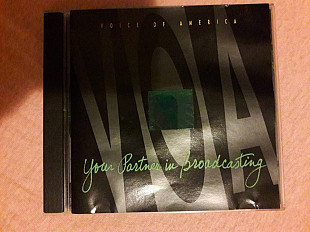 VOICE OF AMERICA
VOA
Your Partner in Broadcasting